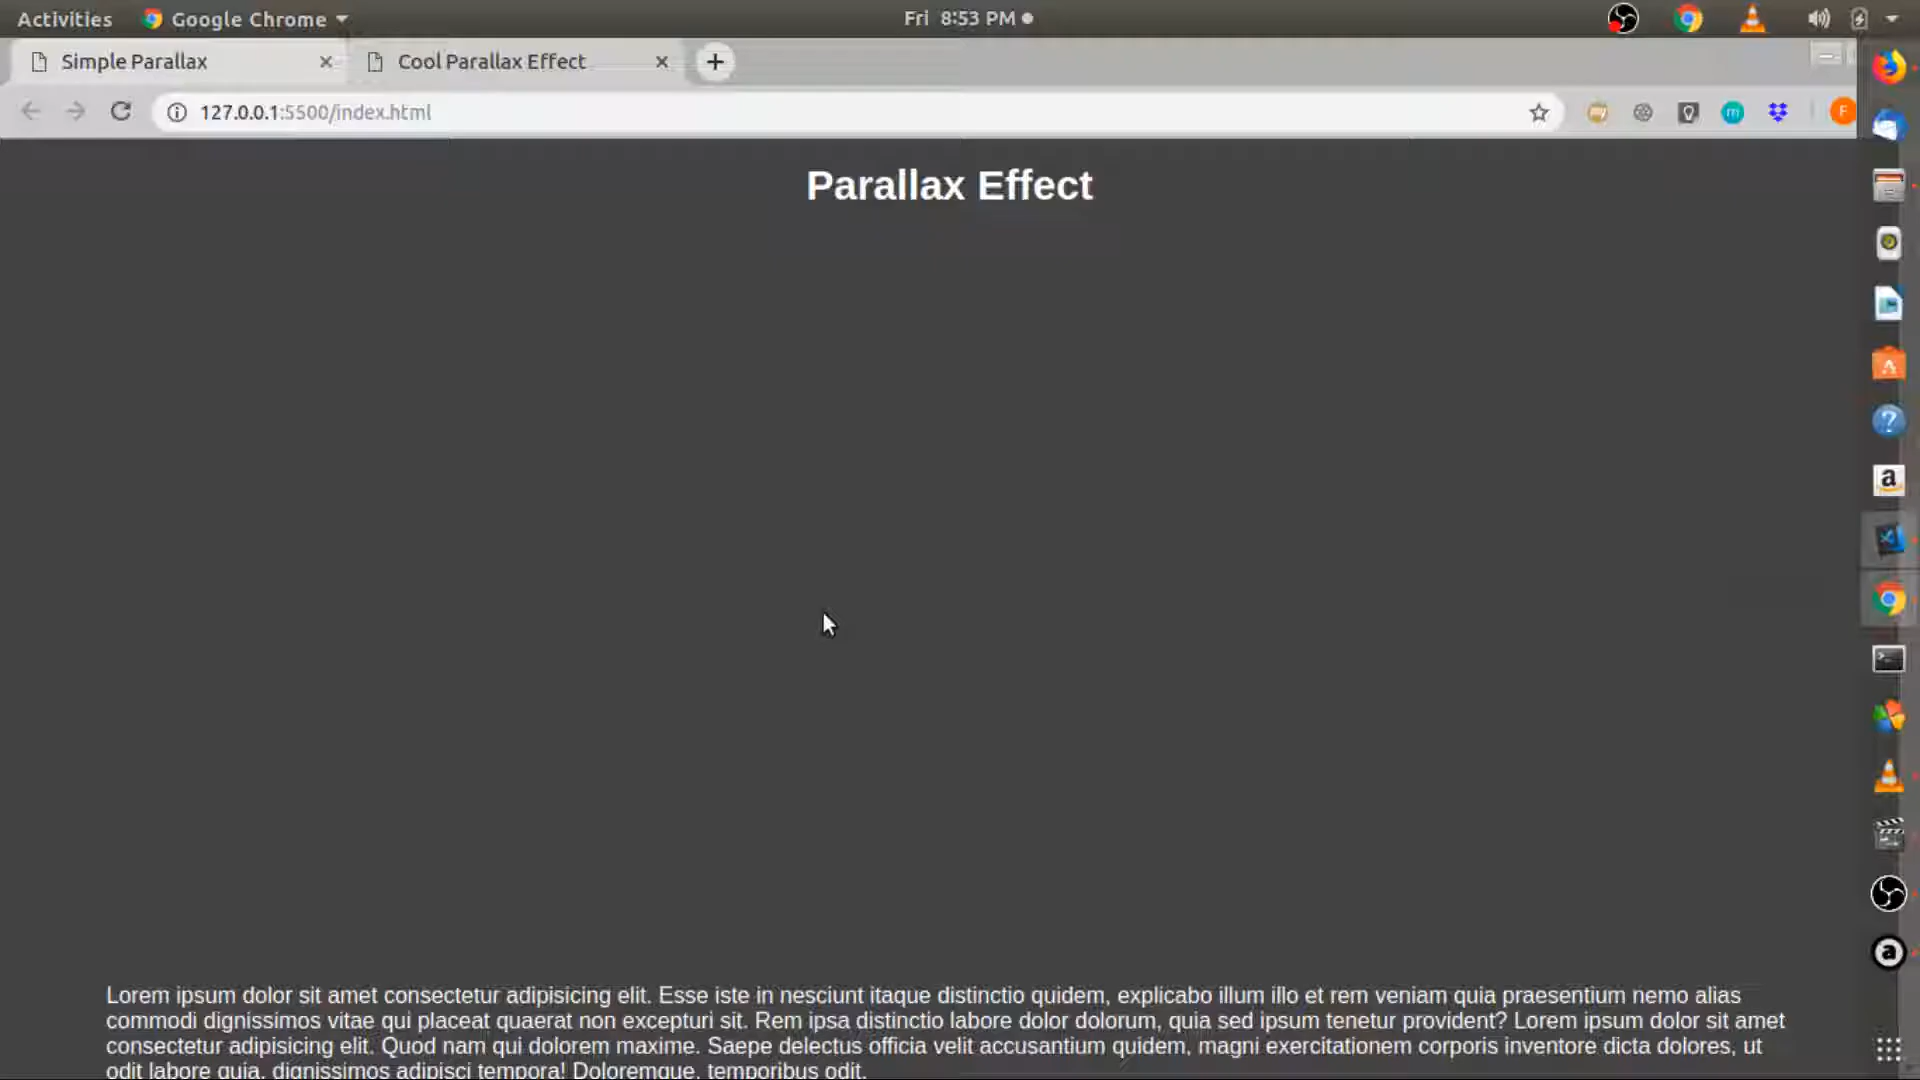 Activities Google Chrome Fri 8:53 PM
Simple Parallax Cool Parallax Effect
127.0.0.1:5500/index.html
Parallax Effect
Lorem ipsum dolor sit amet consectetur adipisicing elit. Esse iste in nesciunt itaque distinctio quidem, explicabo illum illo et rem veniam quia praesentium nemo alias
commodi dignissimos vitae qui placeat quaerat non excepturi sit. Rem ipsa distinctio labore dolor dolorum, quia sed ipsum tenetur provident? Lorem ipsum dolor sit amet
consectetur adipisicing elit. Quod nam qui dolorem maxime. Saepe delectus officia velit accusantium quidem, magni exercitationem corporis inventore dicta dolores, ut
odit labore quia, dignissimos adipisci tempora! Doloremque, temporibus odit.